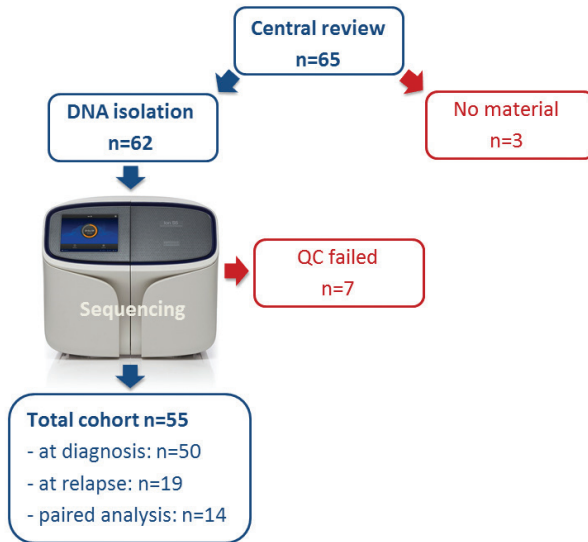 Central review
n=65
DNA isolation
n=62
No material
n=3
Sequencing
QC failed
n=7
Total cohort n=55
- at diagnosis: n=50
- at relapse: n=19
- paired analysis: n=14